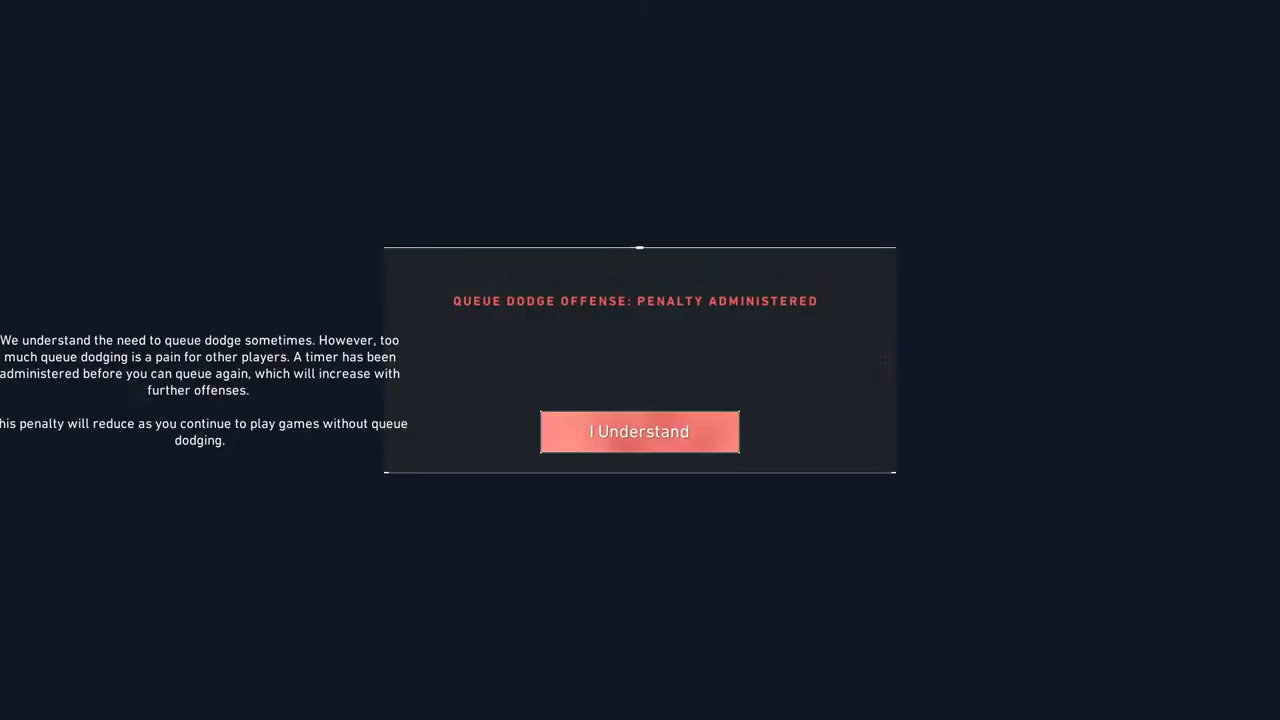 QUEUE DODGE OFFENSE: PENALTY ADMINISTERED
We understand the need to queue dodge sometimes. However, too
much queue dodging is a pain for other players. A timer has been
administered before you can queue again, which will increase with
further offenses.
his penalty will reduce as you continue to play games without queue
dodging.
I Understand